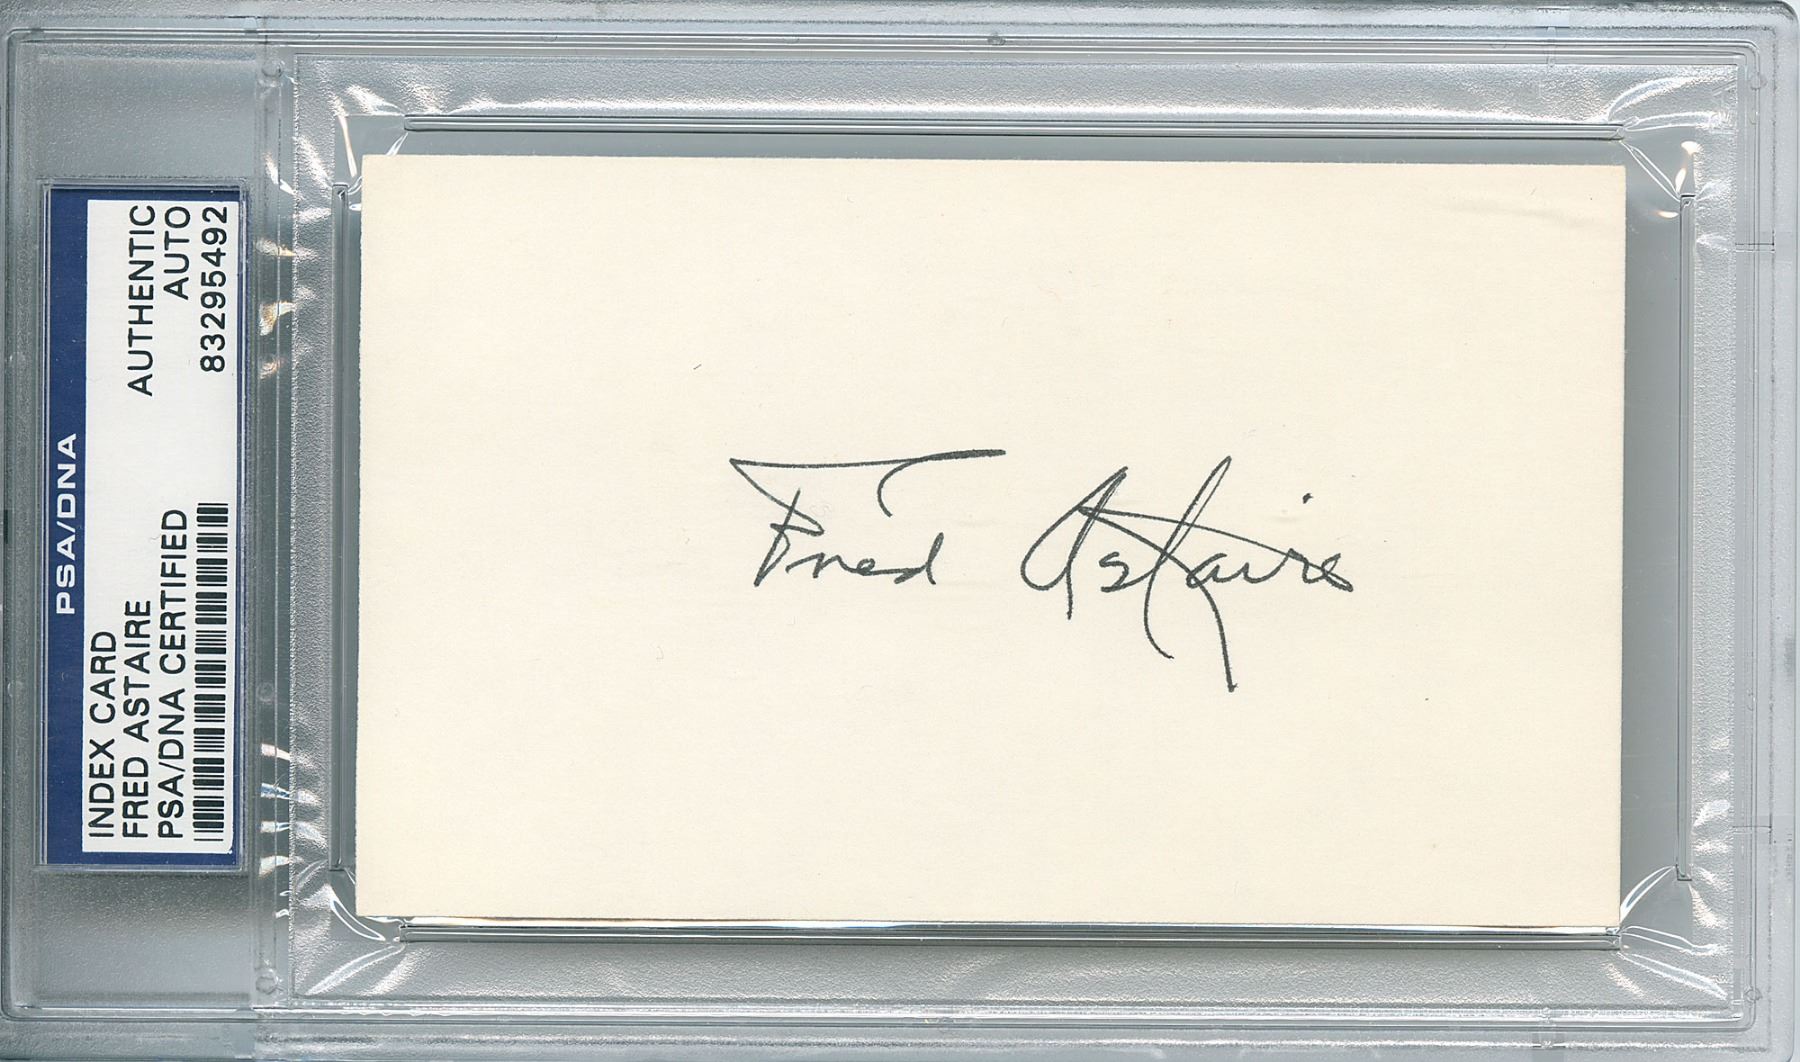 PSA/DNA
INDEX CARD
FRED ASTAIRE
PSA/DNA CERTIFIED
AUTHENTIC
AUTO
83295492
Fred Astaire